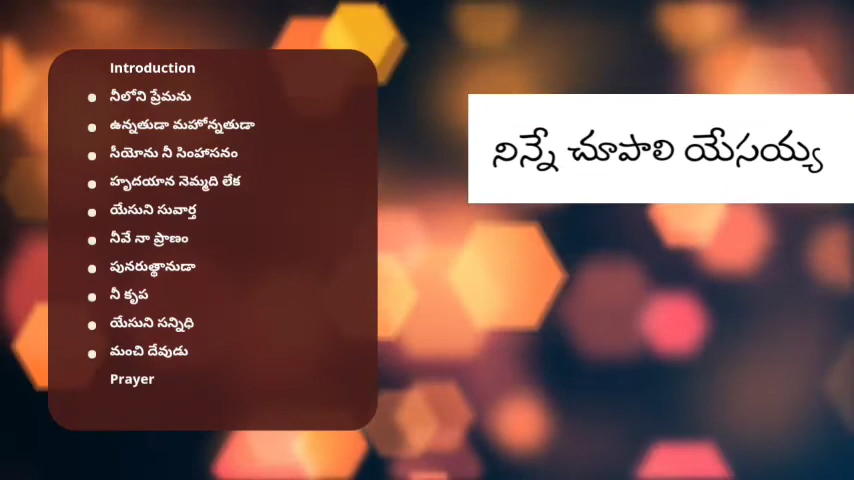 Introduction
నీలోని ప్రేమను
ఉన్నతుడా మహోన్నతుడా
సీయోను నీ సింహాసనం
హృదయాన నెమ్మది లేక
యేసుని సువార్త
నీవే నా ప్రాణం
పునరుత్థానుడా
నీ కృప
యేసుని సన్నిధి
మంచి దేవుడు
Prayer
నిన్నే చూపాలి యేసయ్య